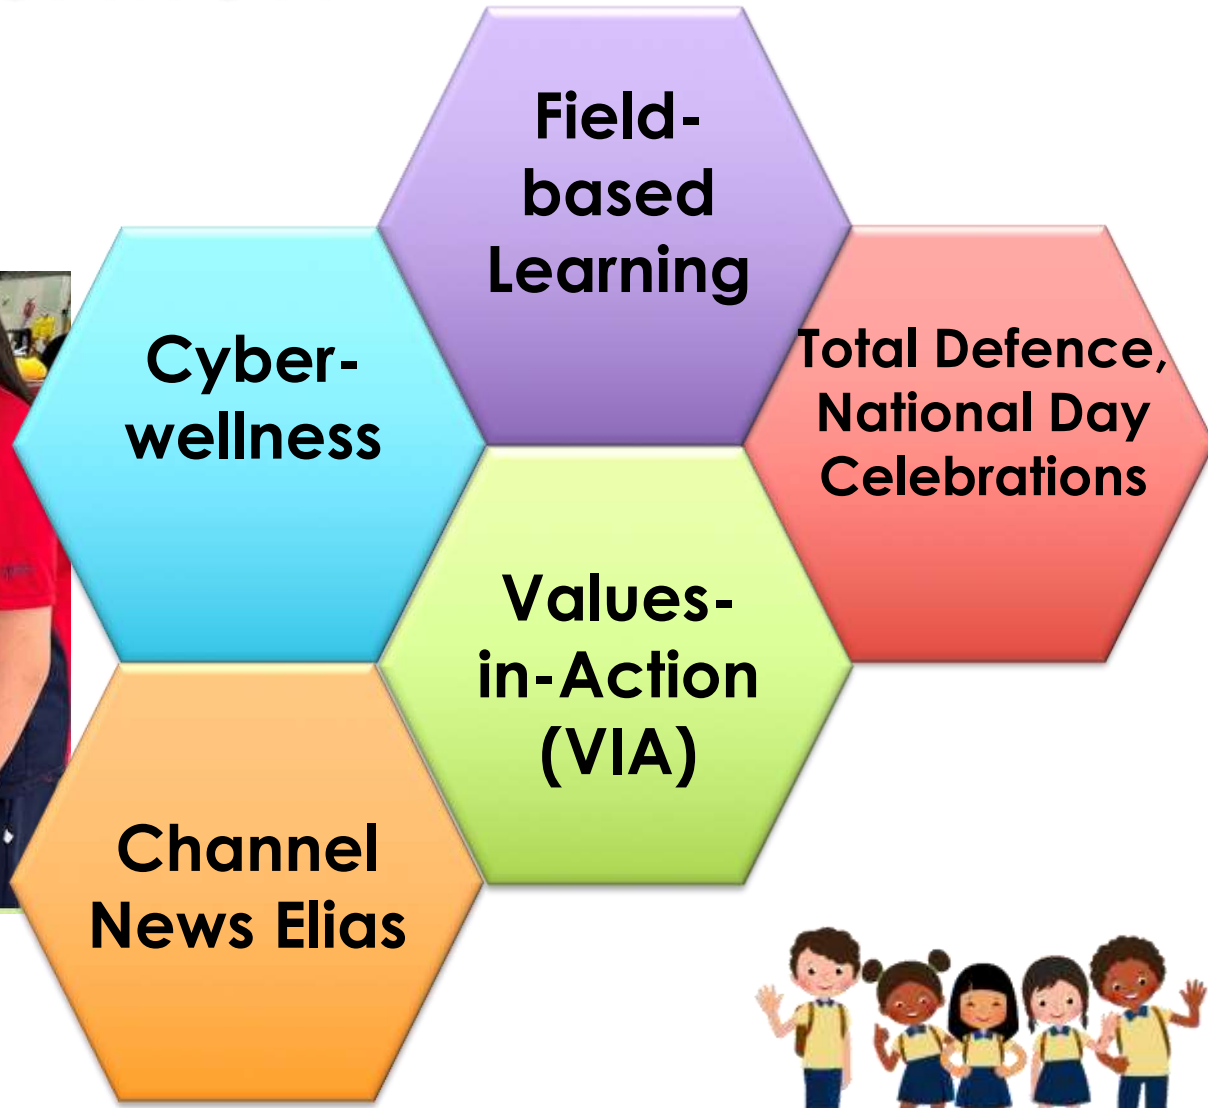 Field-
based
Learning
Cyber-
wellness
Total Defence,
National Day
Celebrations
Values-
in-Action
(VIA)
Channel
News Elias